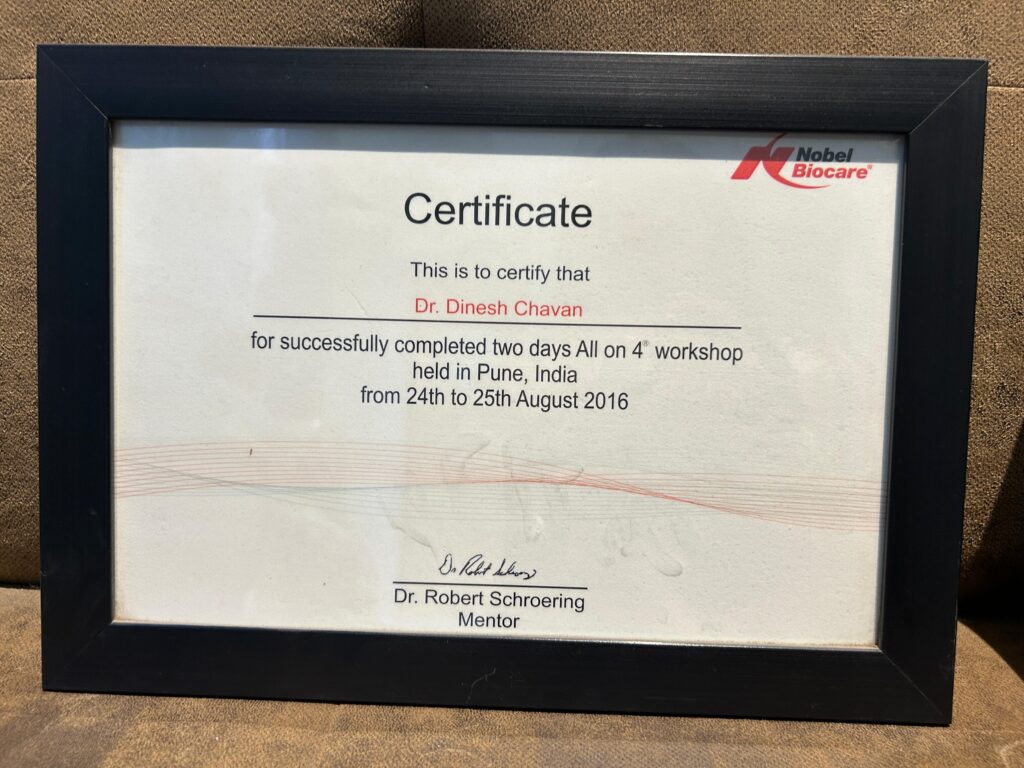 Nobel
Biocare®
Certificate
This is to certify that
Dr. Dinesh Chavan
for successfully completed two days All on 4® workshop
held in Pune, India
from 24th to 25th August 2016
Dr. Robert Schroering
Mentor